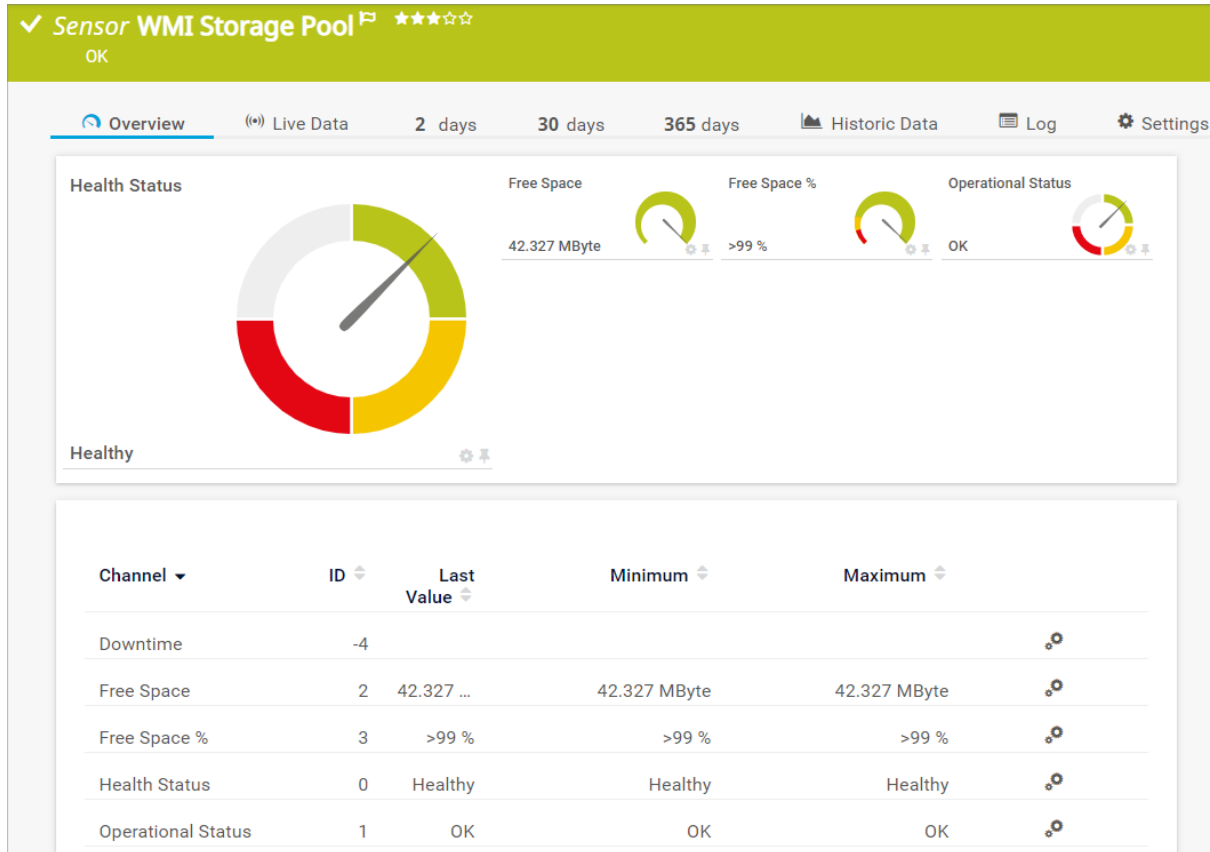 Sensor WMI Storage Pool
OK
Overview Live Data 2 days 30 days 365 days Historic Data Log Settings
Health Status
Healthy
Free Space
42.327 MByte
Free Space %
>99 %
Operational Status
OK
Channel ID Last Value Minimum Maximum
Downtime -4
Free Space 2 42.327 ... 42.327 MByte 42.327 MByte
Free Space % 3 >99 % >99 % >99 %
Health Status 0 Healthy Healthy Healthy
Operational Status 1 OK OK OK